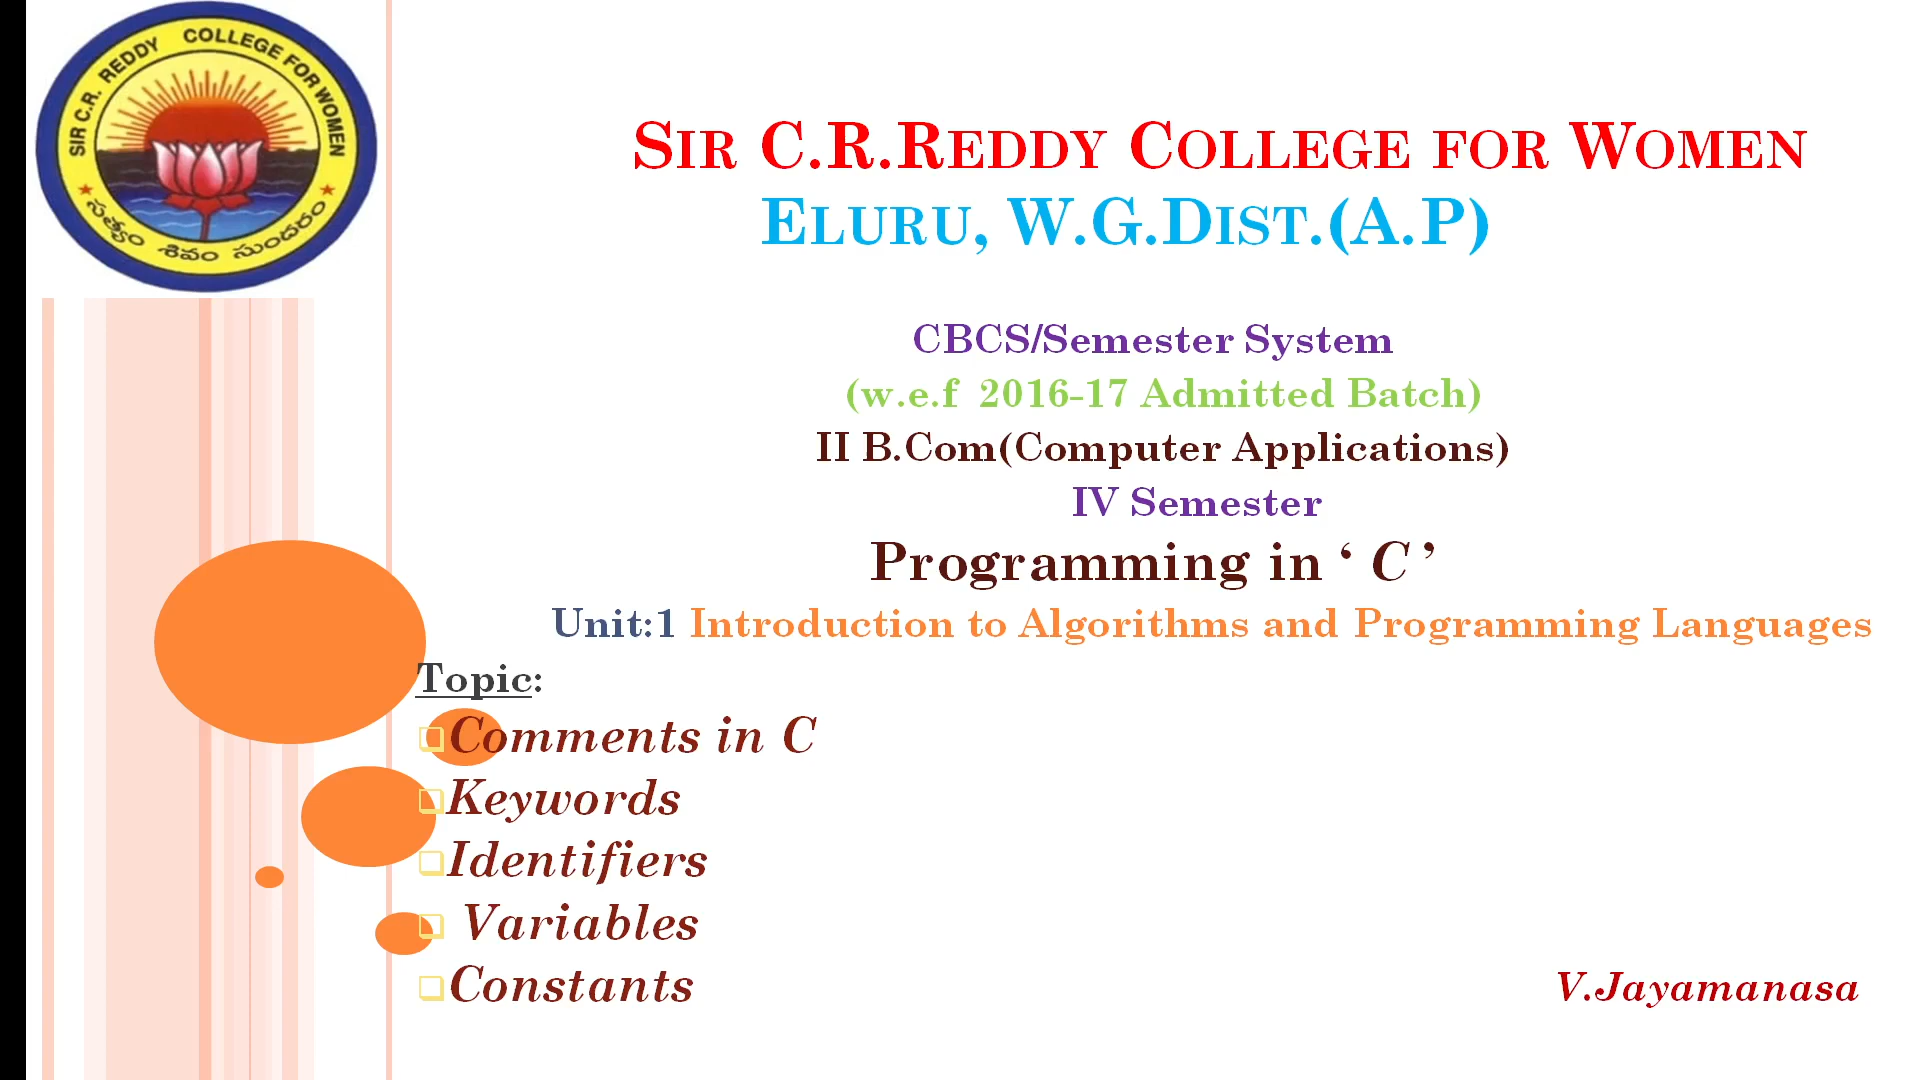 SIR C.R. REDDY COLLEGE FOR WOMEN
సత్యం శివం సుందరం
SIR C.R.REDDY COLLEGE FOR WOMEN
ELURU, W.G.DIST.(A.P)
CBCS/Semester System
(w.e.f 2016-17 Admitted Batch)
II B.Com(Computer Applications)
IV Semester
Programming in ‘ C ’
Unit:1 Introduction to Algorithms and Programming Languages
Topic:
Comments in C
Keywords
Identifiers
Variables
Constants
V.Jayamanasa